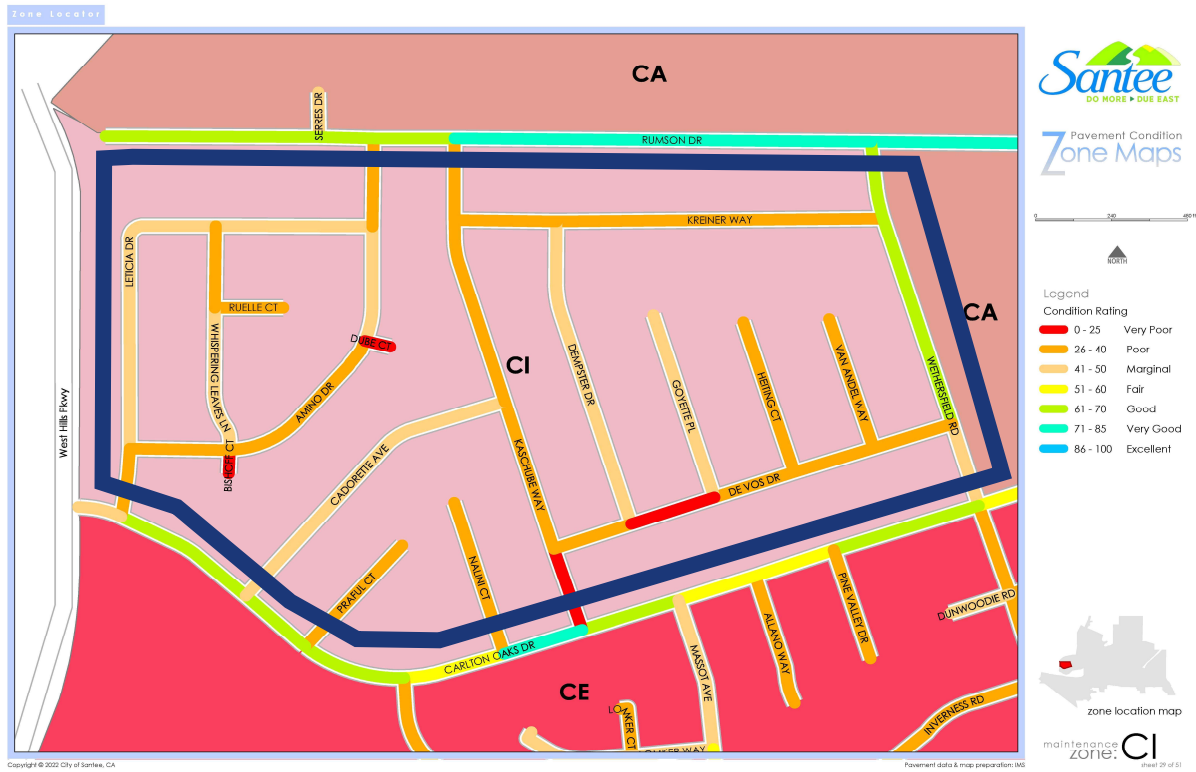 Zone Locator
CA
SERRES DR
RUMSON DR
KREINER WAY
LETICIA DR
RUELLE CT
WHISPERING LEAVES LN
DUBE CT
AMINO DR
BISHOFF CT
CADORETTE AVE
CI
KASCHUBE WAY
DEMPSTER DR
GOYETTE PL
HEITING CT
VAN ANDEL WAY
WETHERSFIELD RD
CA
DE VOS DR
West Hills Pkwy
PRAFUL CT
NALINI CT
CARLTON OAKS DR
CE
MASSOT AVE
ALLANO WAY
PINE VALLEY DR
DUNWOODIE RD
INVERNESS RD
Santee
DO MORE DUE EAST
Pavement Condition
Zone Maps
0 240 480 ft
NORTH
Legend
Condition Rating
0 - 25 Very Poor
26 - 40 Poor
41 - 50 Marginal
51 - 60 Fair
61 - 70 Good
71 - 85 Very Good
86 - 100 Excellent
zone location map
maintenance
zone: CI
sheet 29 of 51
Copyright © 2022 City of Santee, CA
Pavement data & map preparation: IMS